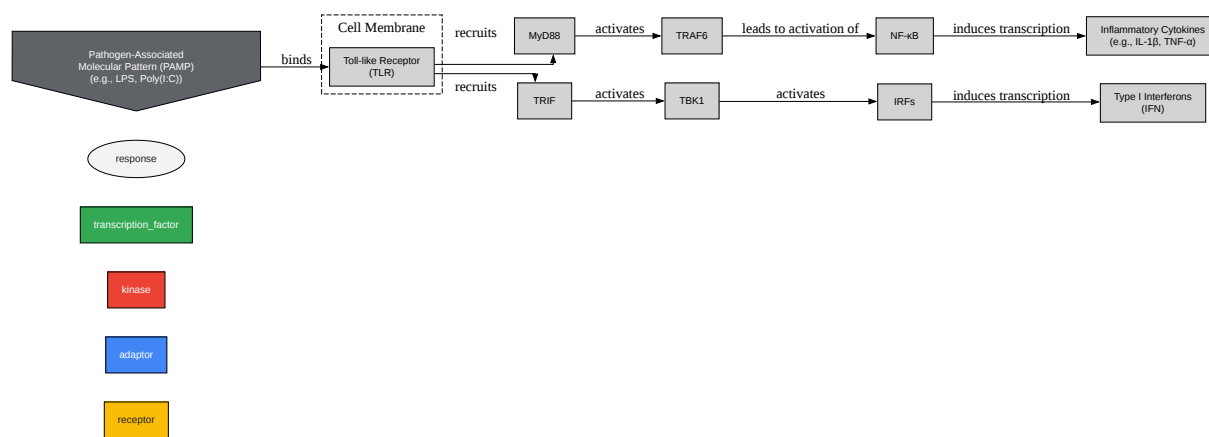 Pathogen-Associated
Molecular Pattern (PAMP)
(e.g., LPS, Poly(I:C))
binds
Cell Membrane
Toll-like Receptor
(TLR)
recruits
recruits
MyD88
activates
TRAF6
leads to activation of
NF-κB
induces transcription
Inflammatory Cytokines
(e.g., IL-1β, TNF-α)
TRIF
activates
TBK1
activates
IRFs
induces transcription
Type I Interferons
(IFN)
response
transcription_factor
kinase
adaptor
receptor